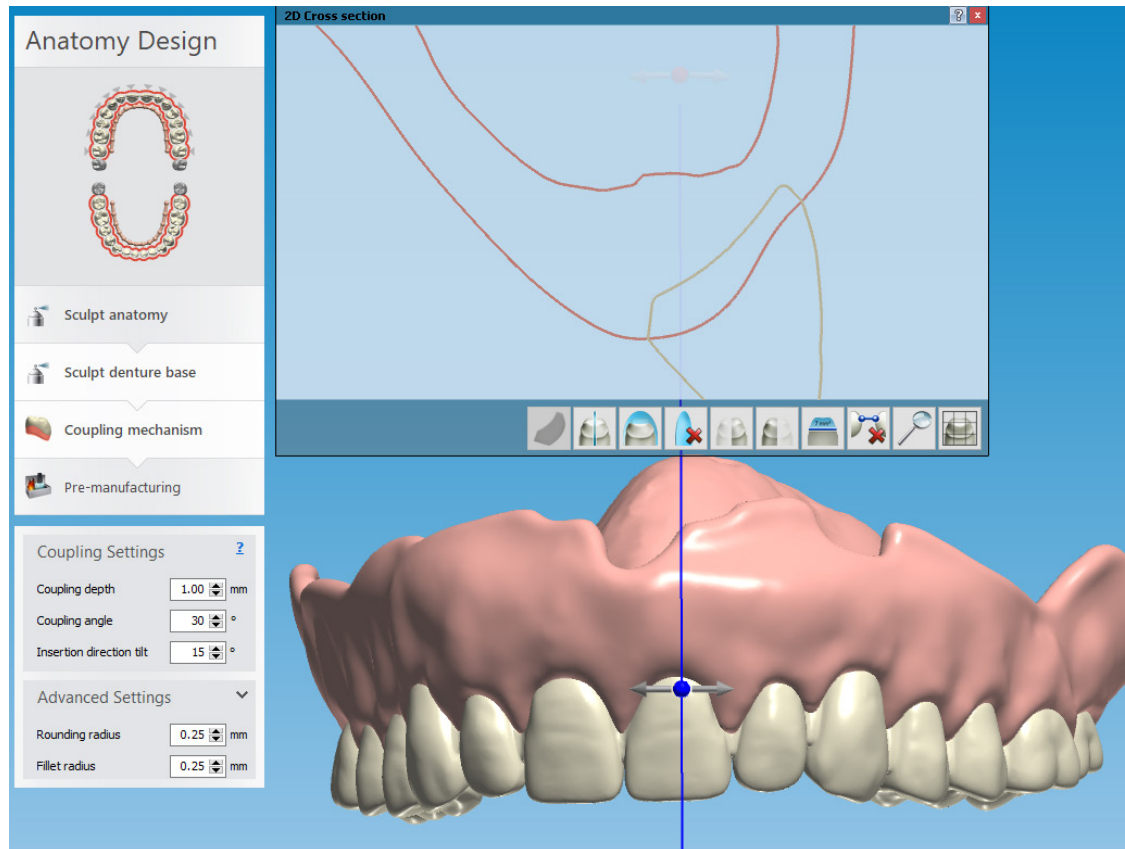 2D Cross section
Anatomy Design
Sculpt anatomy
Sculpt denture base
Coupling mechanism
Pre-manufacturing
Coupling Settings ?
Coupling depth 1.00 mm
Coupling angle 30 °
Insertion direction tilt 15 °
Advanced Settings
Rounding radius 0.25 mm
Fillet radius 0.25 mm